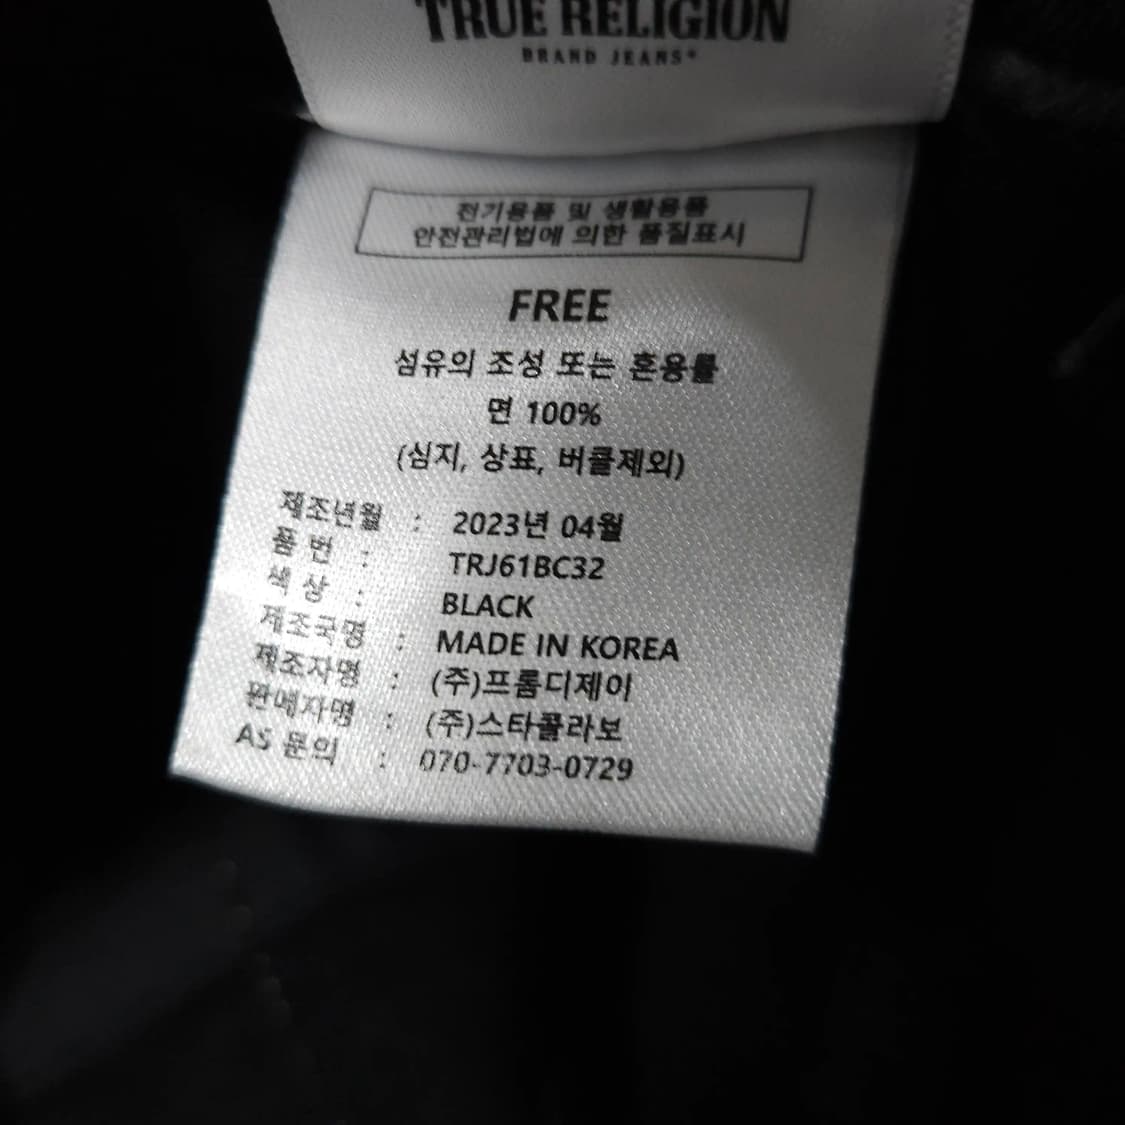 TRUE RELIGION
BRAND JEANS®
전기용품 및 생활용품
안전관리법에 의한 품질표시
FREE
섬유의 조성 또는 혼용률
면 100%
(심지, 상표, 버클제외)
제조년월 : 2023년 04월
품 번 : TRJ61BC32
색 상 : BLACK
제조국명 : MADE IN KOREA
제조자명 : (주)프롬디제이
판매자명 : (주)스타콜라보
AS 문의 : 070-7703-0729